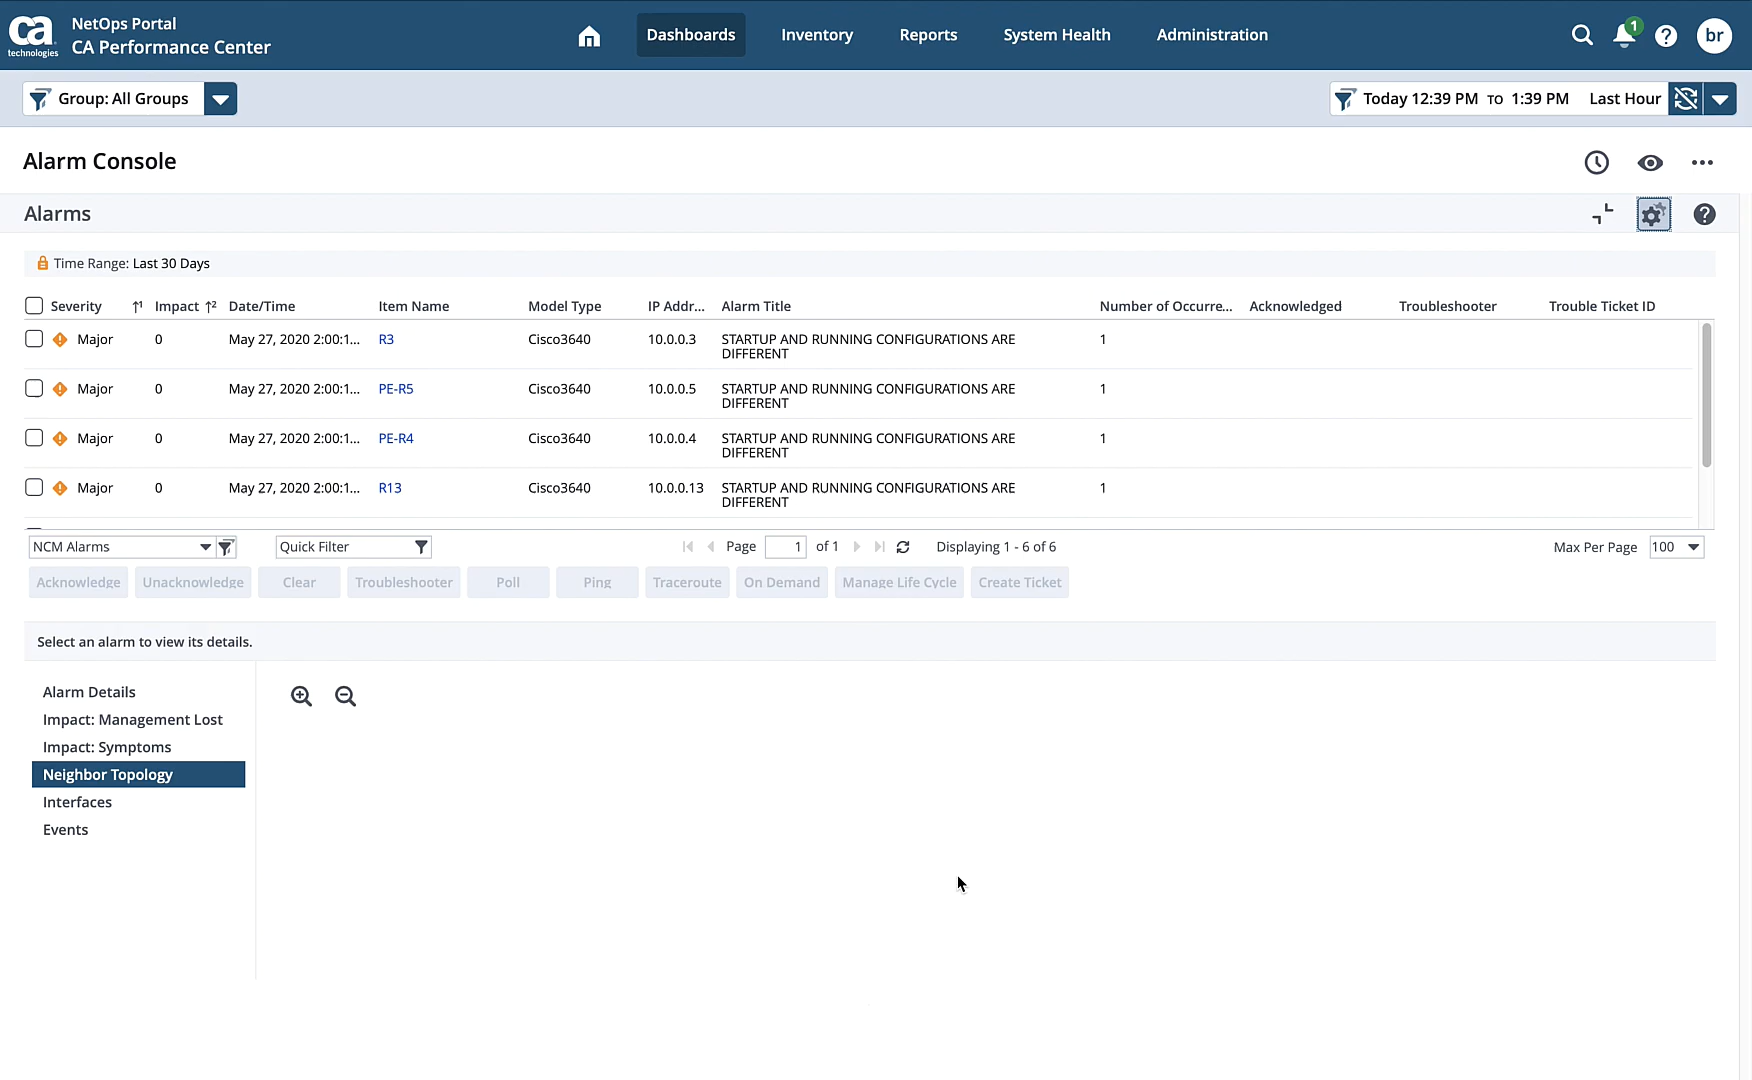 ca technologies
NetOps Portal
CA Performance Center
Dashboards Inventory Reports System Health Administration
1
br
Group: All Groups
Today 12:39 PM TO 1:39 PM Last Hour
Alarm Console
Alarms
Time Range: Last 30 Days
Severity 1 Impact 2 Date/Time Item Name Model Type IP Addr... Alarm Title Number of Occurre... Acknowledged Troubleshooter Trouble Ticket ID
Major 0 May 27, 2020 2:00:1... R3 Cisco3640 10.0.0.3 STARTUP AND RUNNING CONFIGURATIONS ARE 1
DIFFERENT
Major 0 May 27, 2020 2:00:1... PE-R5 Cisco3640 10.0.0.5 STARTUP AND RUNNING CONFIGURATIONS ARE 1
DIFFERENT
Major 0 May 27, 2020 2:00:1... PE-R4 Cisco3640 10.0.0.4 STARTUP AND RUNNING CONFIGURATIONS ARE 1
DIFFERENT
Major 0 May 27, 2020 2:00:1... R13 Cisco3640 10.0.0.13 STARTUP AND RUNNING CONFIGURATIONS ARE 1
DIFFERENT
NCM Alarms Quick Filter Page 1 of 1 Displaying 1 - 6 of 6 Max Per Page 100
Acknowledge Unacknowledge Clear Troubleshooter Poll Ping Traceroute On Demand Manage Life Cycle Create Ticket
Select an alarm to view its details.
Alarm Details
Impact: Management Lost
Impact: Symptoms
Neighbor Topology
Interfaces
Events